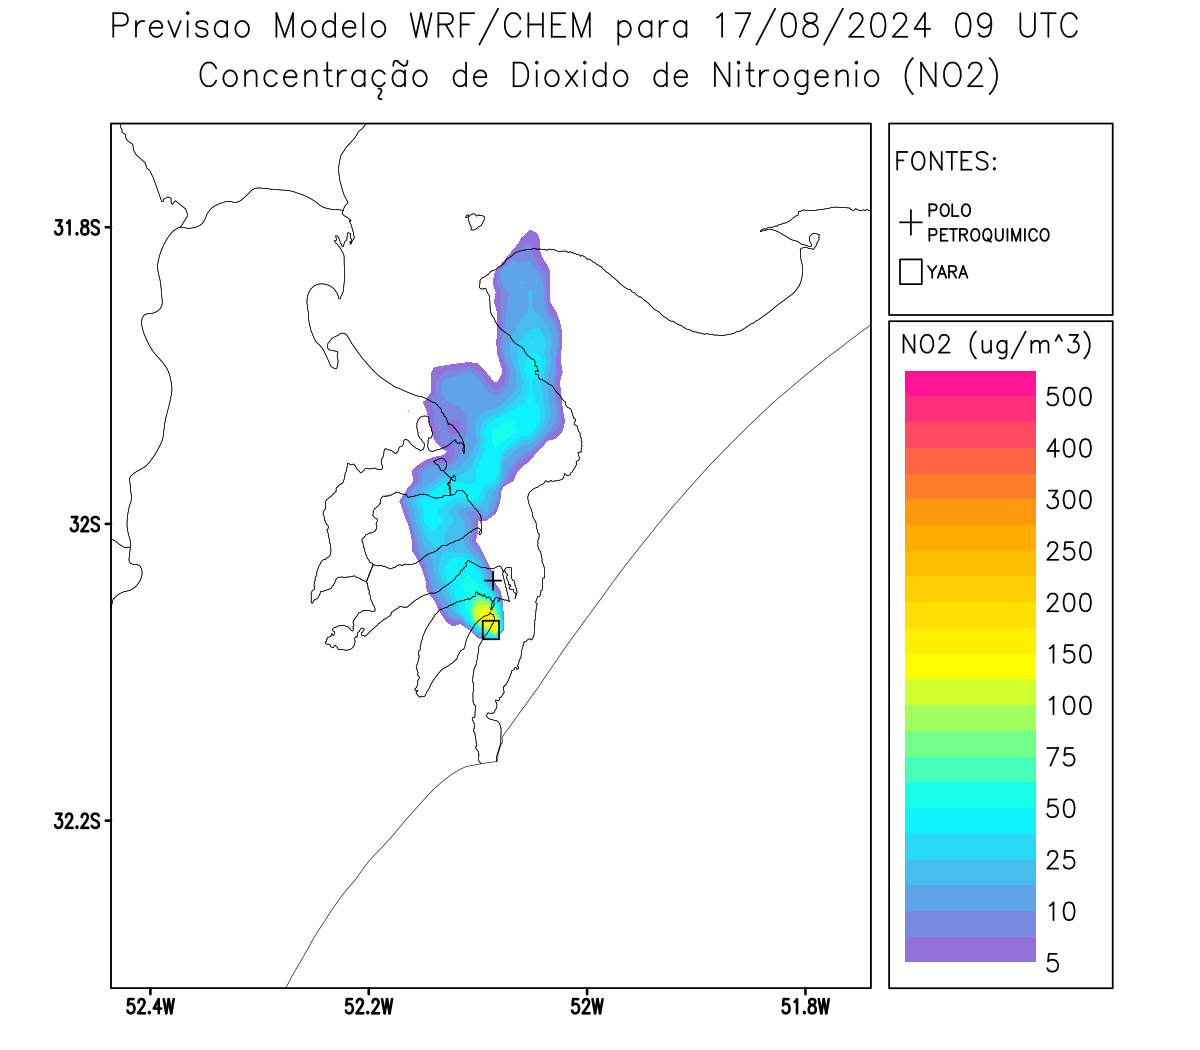 Previsao Modelo WRF/CHEM para 17/08/2024 09 UTC
Concentração de Dioxido de Nitrogenio (NO2)
FONTES:
POLO
PETROQUIMICO
YARA
31.8S
32S
32.2S
52.4W
52.2W
52W
51.8W
NO2 (ug/m^3)
500
400
300
250
200
150
100
75
50
25
10
5